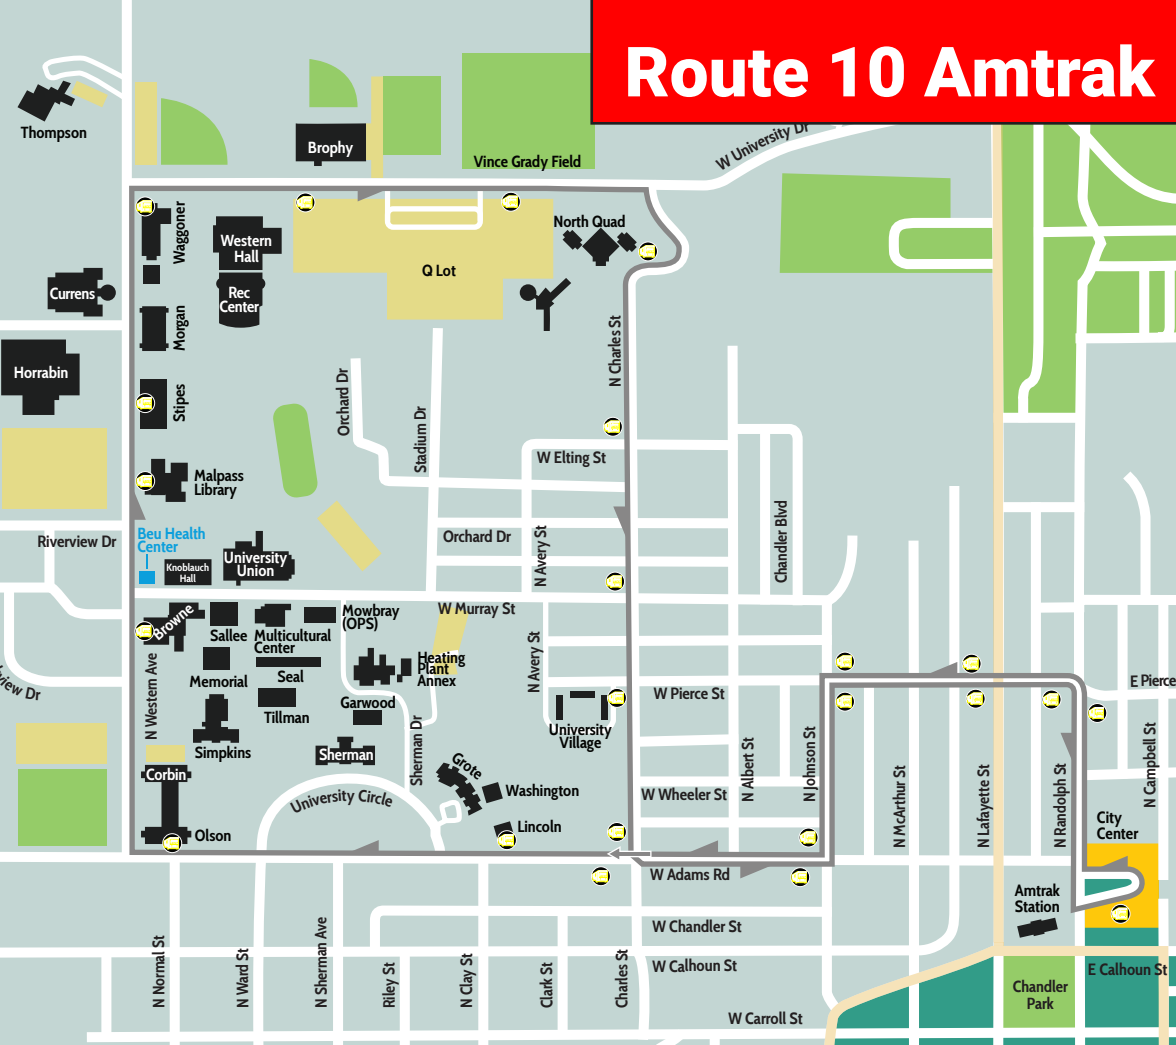 Route 10 Amtrak
Thompson
Brophy
Vince Grady Field
W University Dr
Waggoner
Western
Hall
North Quad
Q Lot
Currens
Rec
Center
Morgan
N Charles St
Horrabin
Stipes
Orchard Dr
Stadium Dr
W Elting St
Malpass
Library
Chandler Blvd
Riverview Dr
Beu Health
Center
Orchard Dr
N Avery St
Knoblauch
Hall
University
Union
Browne
Sallee
Multicultural
Center
Mowbray
(OPS)
W Murray St
N Avery St
Heating
Plant
Annex
view Dr
N Western Ave
Memorial
Seal
W Pierce St
E Pierce
Garwood
Tillman
University
Village
Simpkins
Sherman
Sherman Dr
N Albert St
N Johnson St
N McArthur St
N Lafayette St
N Randolph St
N Campbell St
Corbin
Grote
Washington
W Wheeler St
University Circle
Lincoln
Olson
City
Center
W Adams Rd
Amtrak
Station
W Chandler St
N Normal St
N Ward St
N Sherman Ave
Riley St
N Clay St
Clark St
Charles St
W Calhoun St
E Calhoun St
Chandler
Park
W Carroll St